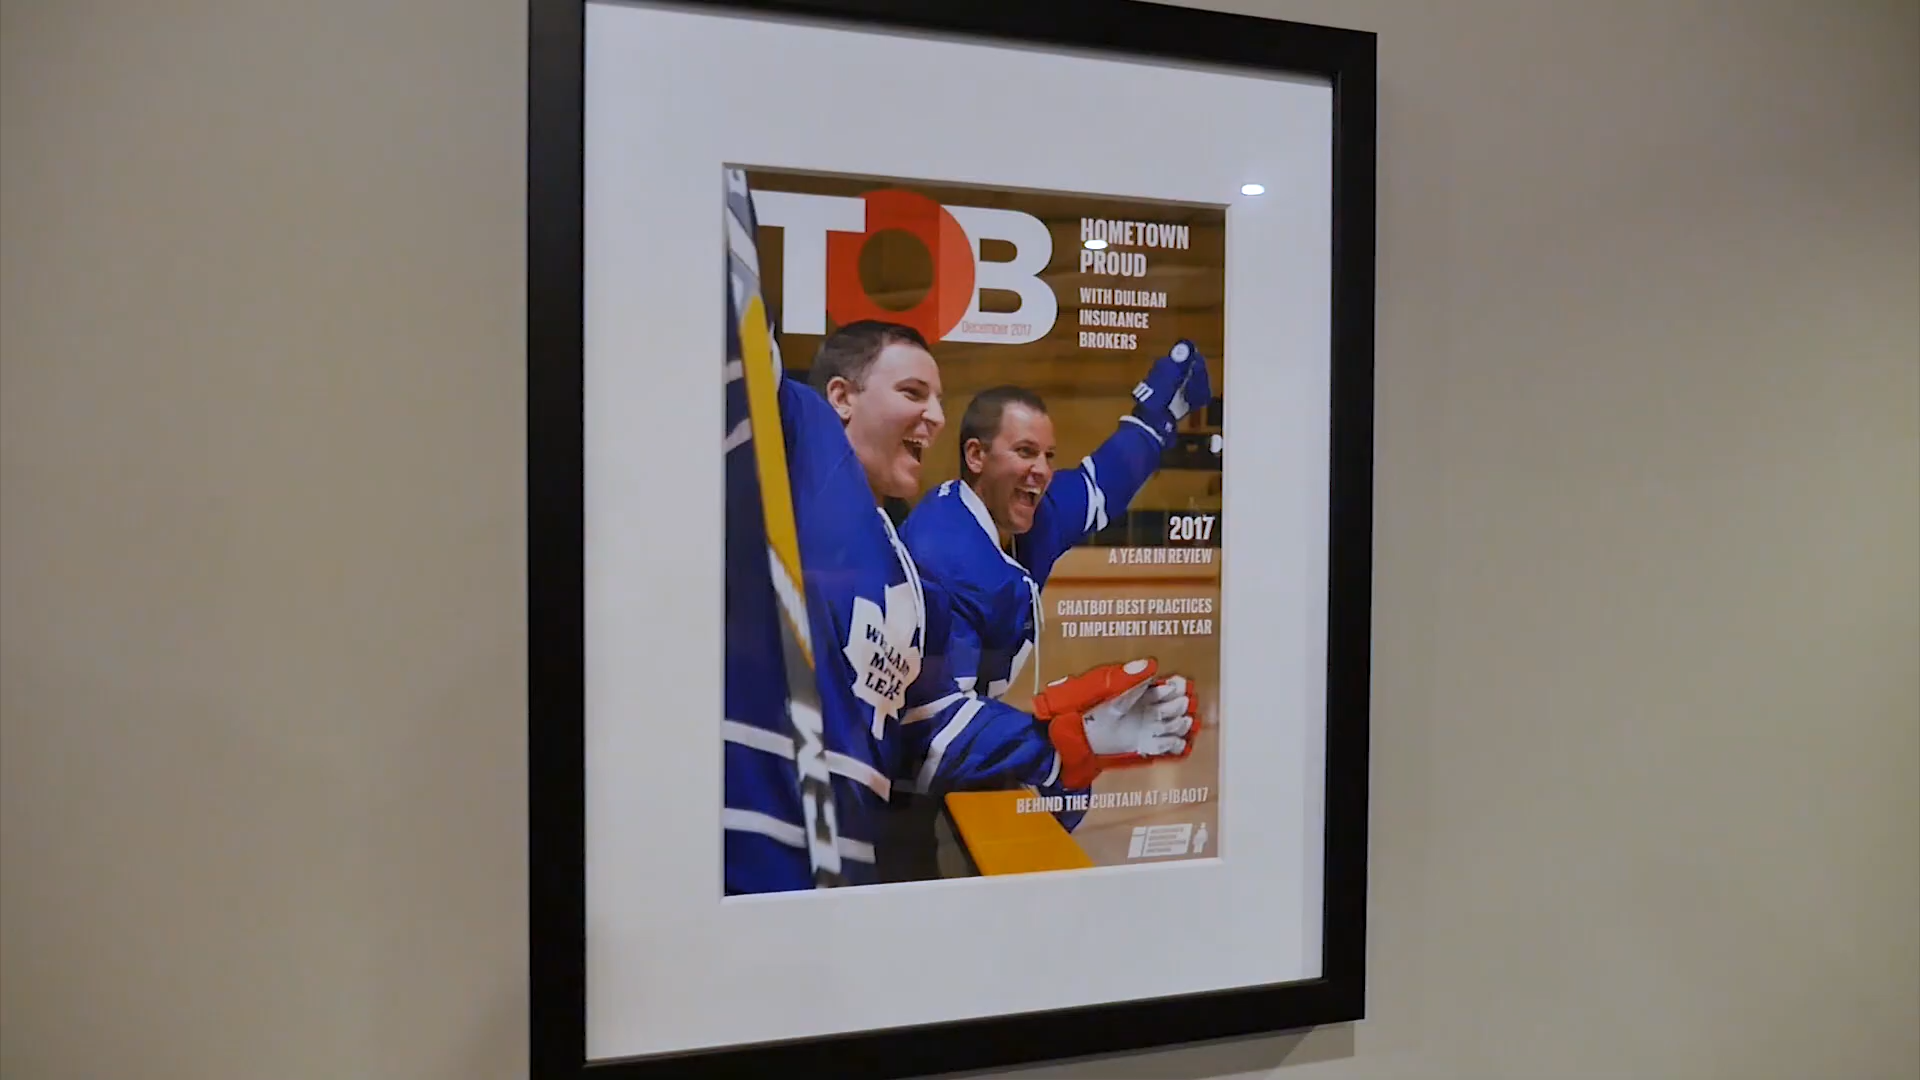 TOB
December 2017
HOMETOWN
PROUD
WITH DULIBAN
INSURANCE
BROKERS
2017
A YEAR IN REVIEW
CHATBOT BEST PRACTICES
TO IMPLEMENT NEXT YEAR
MAPLE
BEHIND THE CURTAIN AT #IBAO17